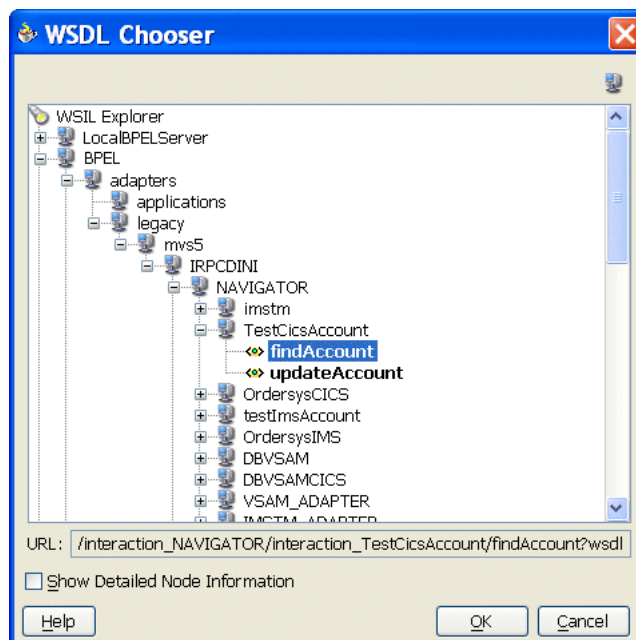 WSDL Chooser
WSIL Explorer
LocalBPELServer
BPEL
adapters
applications
legacy
mvs5
IRPCDINI
NAVIGATOR
imstm
TestCicsAccount
findAccount
updateAccount
OrdersysCICS
testImsAccount
OrdersysIMS
DBVSAM
DBVSAMCICS
VSAM_ADAPTER
IMSTM_ADAPTER
URL: /interaction_NAVIGATOR/interaction_TestCicsAccount/findAccount?wsdl
Show Detailed Node Information
Help OK Cancel